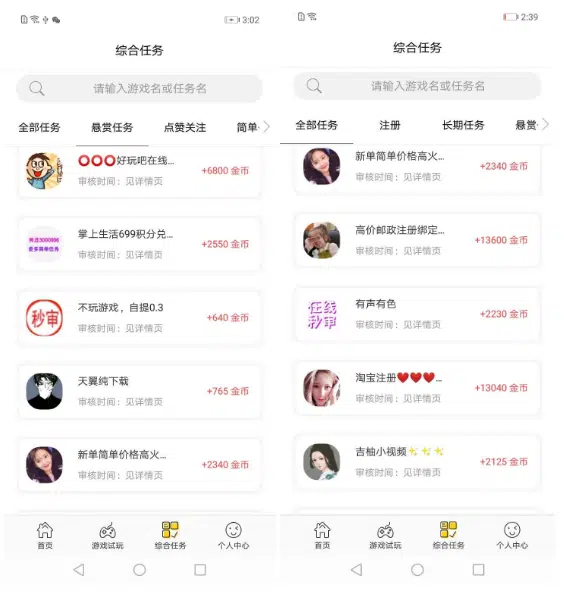 3:02
综合任务
请输入游戏名或任务名
全部任务
悬赏任务
点赞关注
简单
⭕⭕⭕好玩吧在线...
审核时间：见详情页
+6800 金币
掌上生活699积分兑...
审核时间：见详情页
+2550 金币
不玩游戏，自提0.3
审核时间：见详情页
+640 金币
秒审
天翼纯下载
审核时间：见详情页
+765 金币
新单简单价格高火...
审核时间：见详情页
+2340 金币
首页
游戏试玩
综合任务
个人中心
2:39
综合任务
请输入游戏名或任务名
全部任务
注册
长期任务
悬赏
新单简单价格高火...
审核时间：见详情页
+2340 金币
高价邮政注册绑定...
审核时间：见详情页
+13600 金币
在线
秒审
有声有色
审核时间：见详情页
+2230 金币
淘宝注册❤️❤️❤️...
审核时间：见详情页
+13040 金币
吉柚小视频✨✨✨
审核时间：见详情页
+2125 金币
首页
游戏试玩
综合任务
个人中心